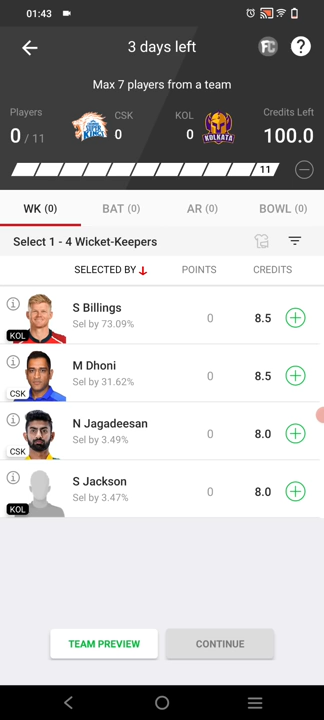 01:43
3 days left
FC
?
Max 7 players from a team
Players
CSK
KOL
Credits Left
0 / 11
0
0
100.0
KOLKATA
11
WK (0)
BAT (0)
AR (0)
BOWL (0)
Select 1 - 4 Wicket-Keepers
SELECTED BY
POINTS
CREDITS
S Billings
Sel by 73.09%
0
8.5
KOL
M Dhoni
Sel by 31.62%
0
8.5
CSK
N Jagadeesan
Sel by 3.49%
0
8.0
CSK
S Jackson
Sel by 3.47%
0
8.0
KOL
TEAM PREVIEW
CONTINUE